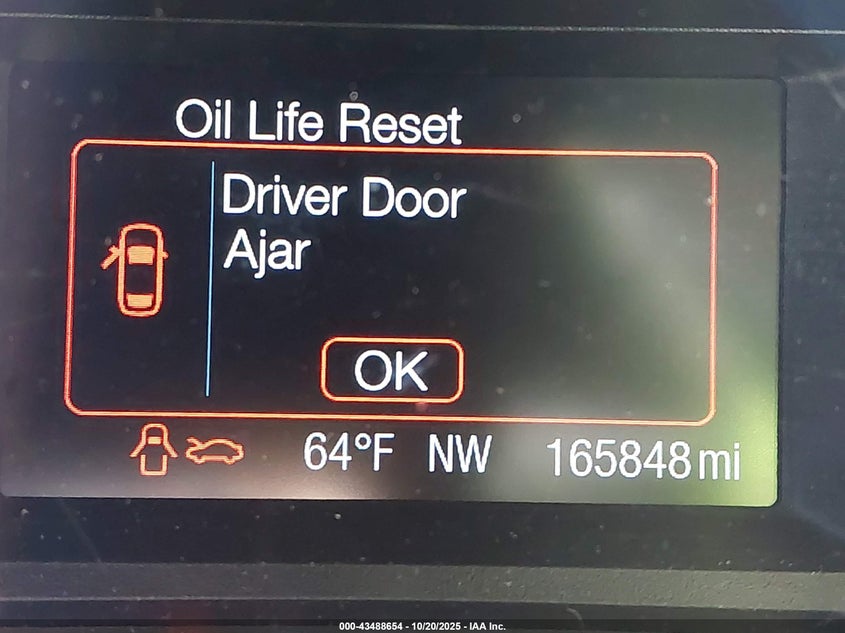 Oil Life Reset
Driver Door
Ajar
OK
64°F NW 165848 mi
000-43488654 - 10/20/2025 - IAA Inc.